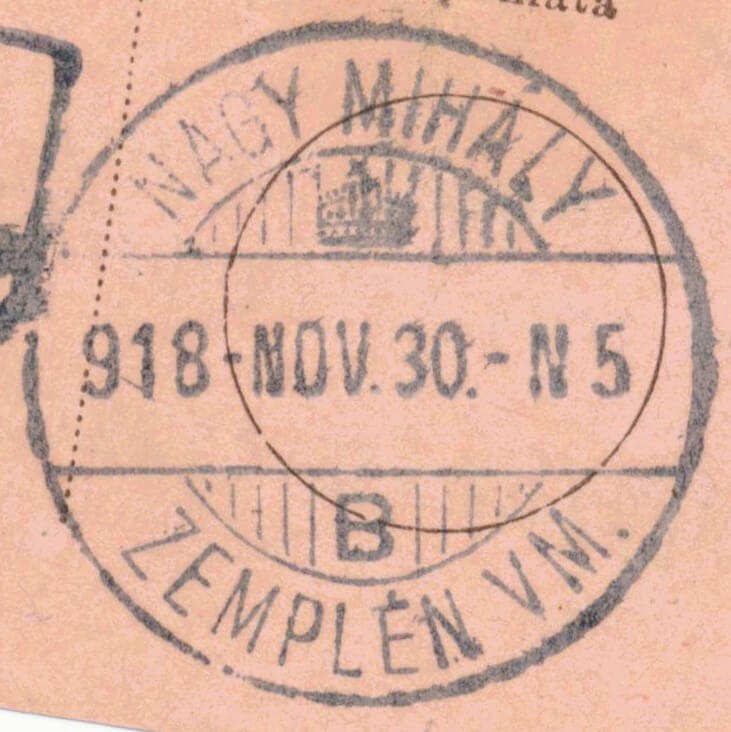 NAGY MIHÁLY
918-NOV.30.-N5
B
ZEMPLÉN VM.